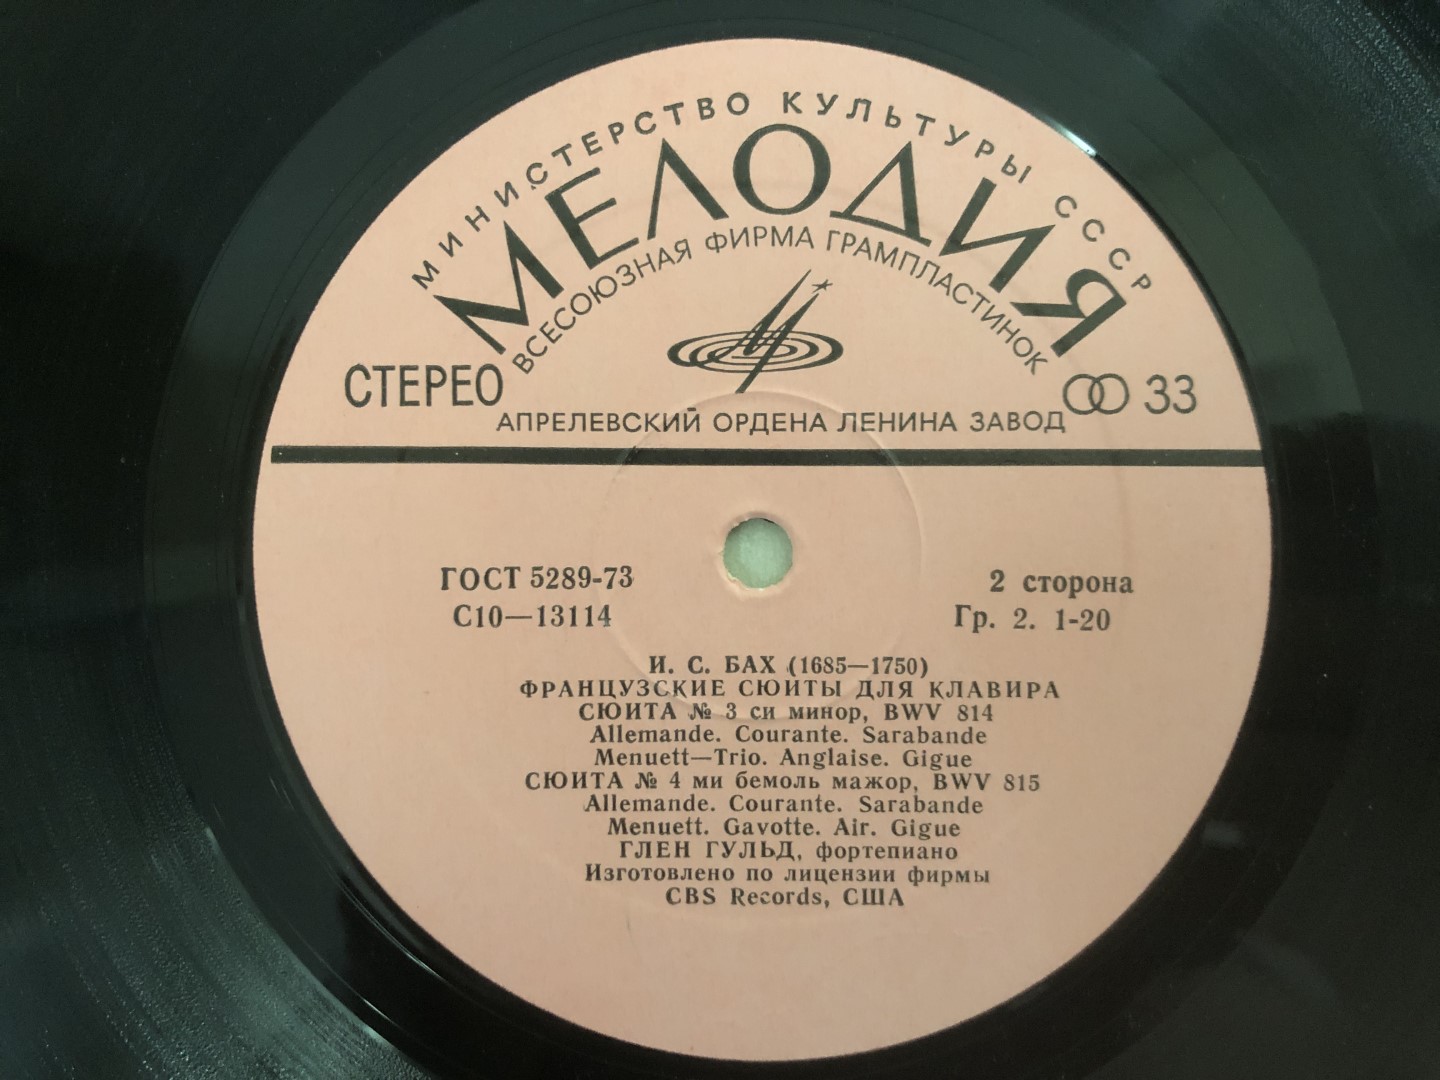 МИНИСТЕРСТВО КУЛЬТУРЫ СССР
МЕЛОДИЯ
ВСЕСОЮЗНАЯ ФИРМА ГРАМПЛАСТИНОК
СТЕРЕО
33
АПРЕЛЕВСКИЙ ОРДЕНА ЛЕНИНА ЗАВОД
ГОСТ 5289-73
2 сторона
С10—13114
Гр. 2. 1-20
И. С. БАХ (1685—1750)
ФРАНЦУЗСКИЕ СЮИТЫ ДЛЯ КЛАВИРА
СЮИТА № 3 си минор, BWV 814
Allemande. Courante. Sarabande
Menuett—Trio. Anglaise. Gigue
СЮИТА № 4 ми бемоль мажор, BWV 815
Allemande. Courante. Sarabande
Menuett. Gavotte. Air. Gigue
ГЛЕН ГУЛЬД, фортепиано
Изготовлено по лицензии фирмы
CBS Records, США